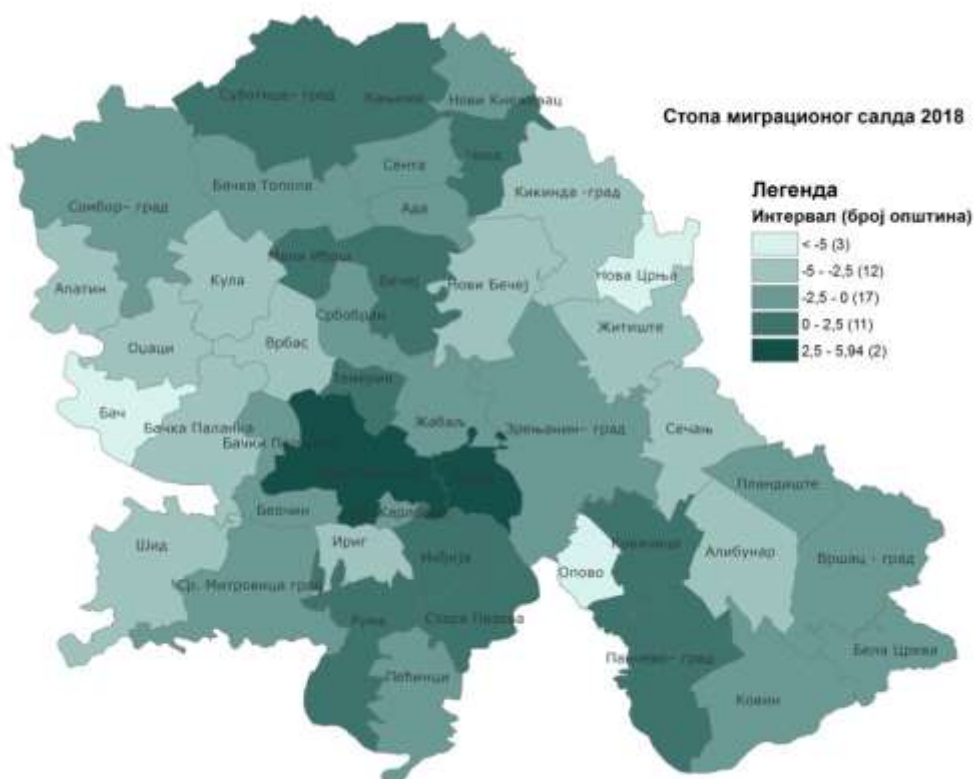 Суботица- град
Кањижа
Нови Кнежевац
Стопа миграционог салда 2018
Сента
Чока
Бачка Топола
Кикинда -град
Легенда
Интервал (број општина)
Сомбор- град
Ада
< -5 (3)
-5 - -2,5 (12)
-2,5 - 0 (17)
0 - 2,5 (11)
2,5 - 5,94 (2)
Мали Иђош
Бечеј
Нови Бечеј
Нова Црња
Апатин
Кула
Србобран
Житиште
Оџаци
Врбас
Темерин
Бач
Бачка Паланка
Бачки
Жабаљ
Зрењанин- град
Сечањ
Пландиште
Беочин
Шид
Ириг
Инђија
Опово
Ковачица
Алибунар
Вршац - град
Ср. Митровица град
Рума
Стара Пазова
Панчево- град
Бела Црква
Пећинци
Ковин